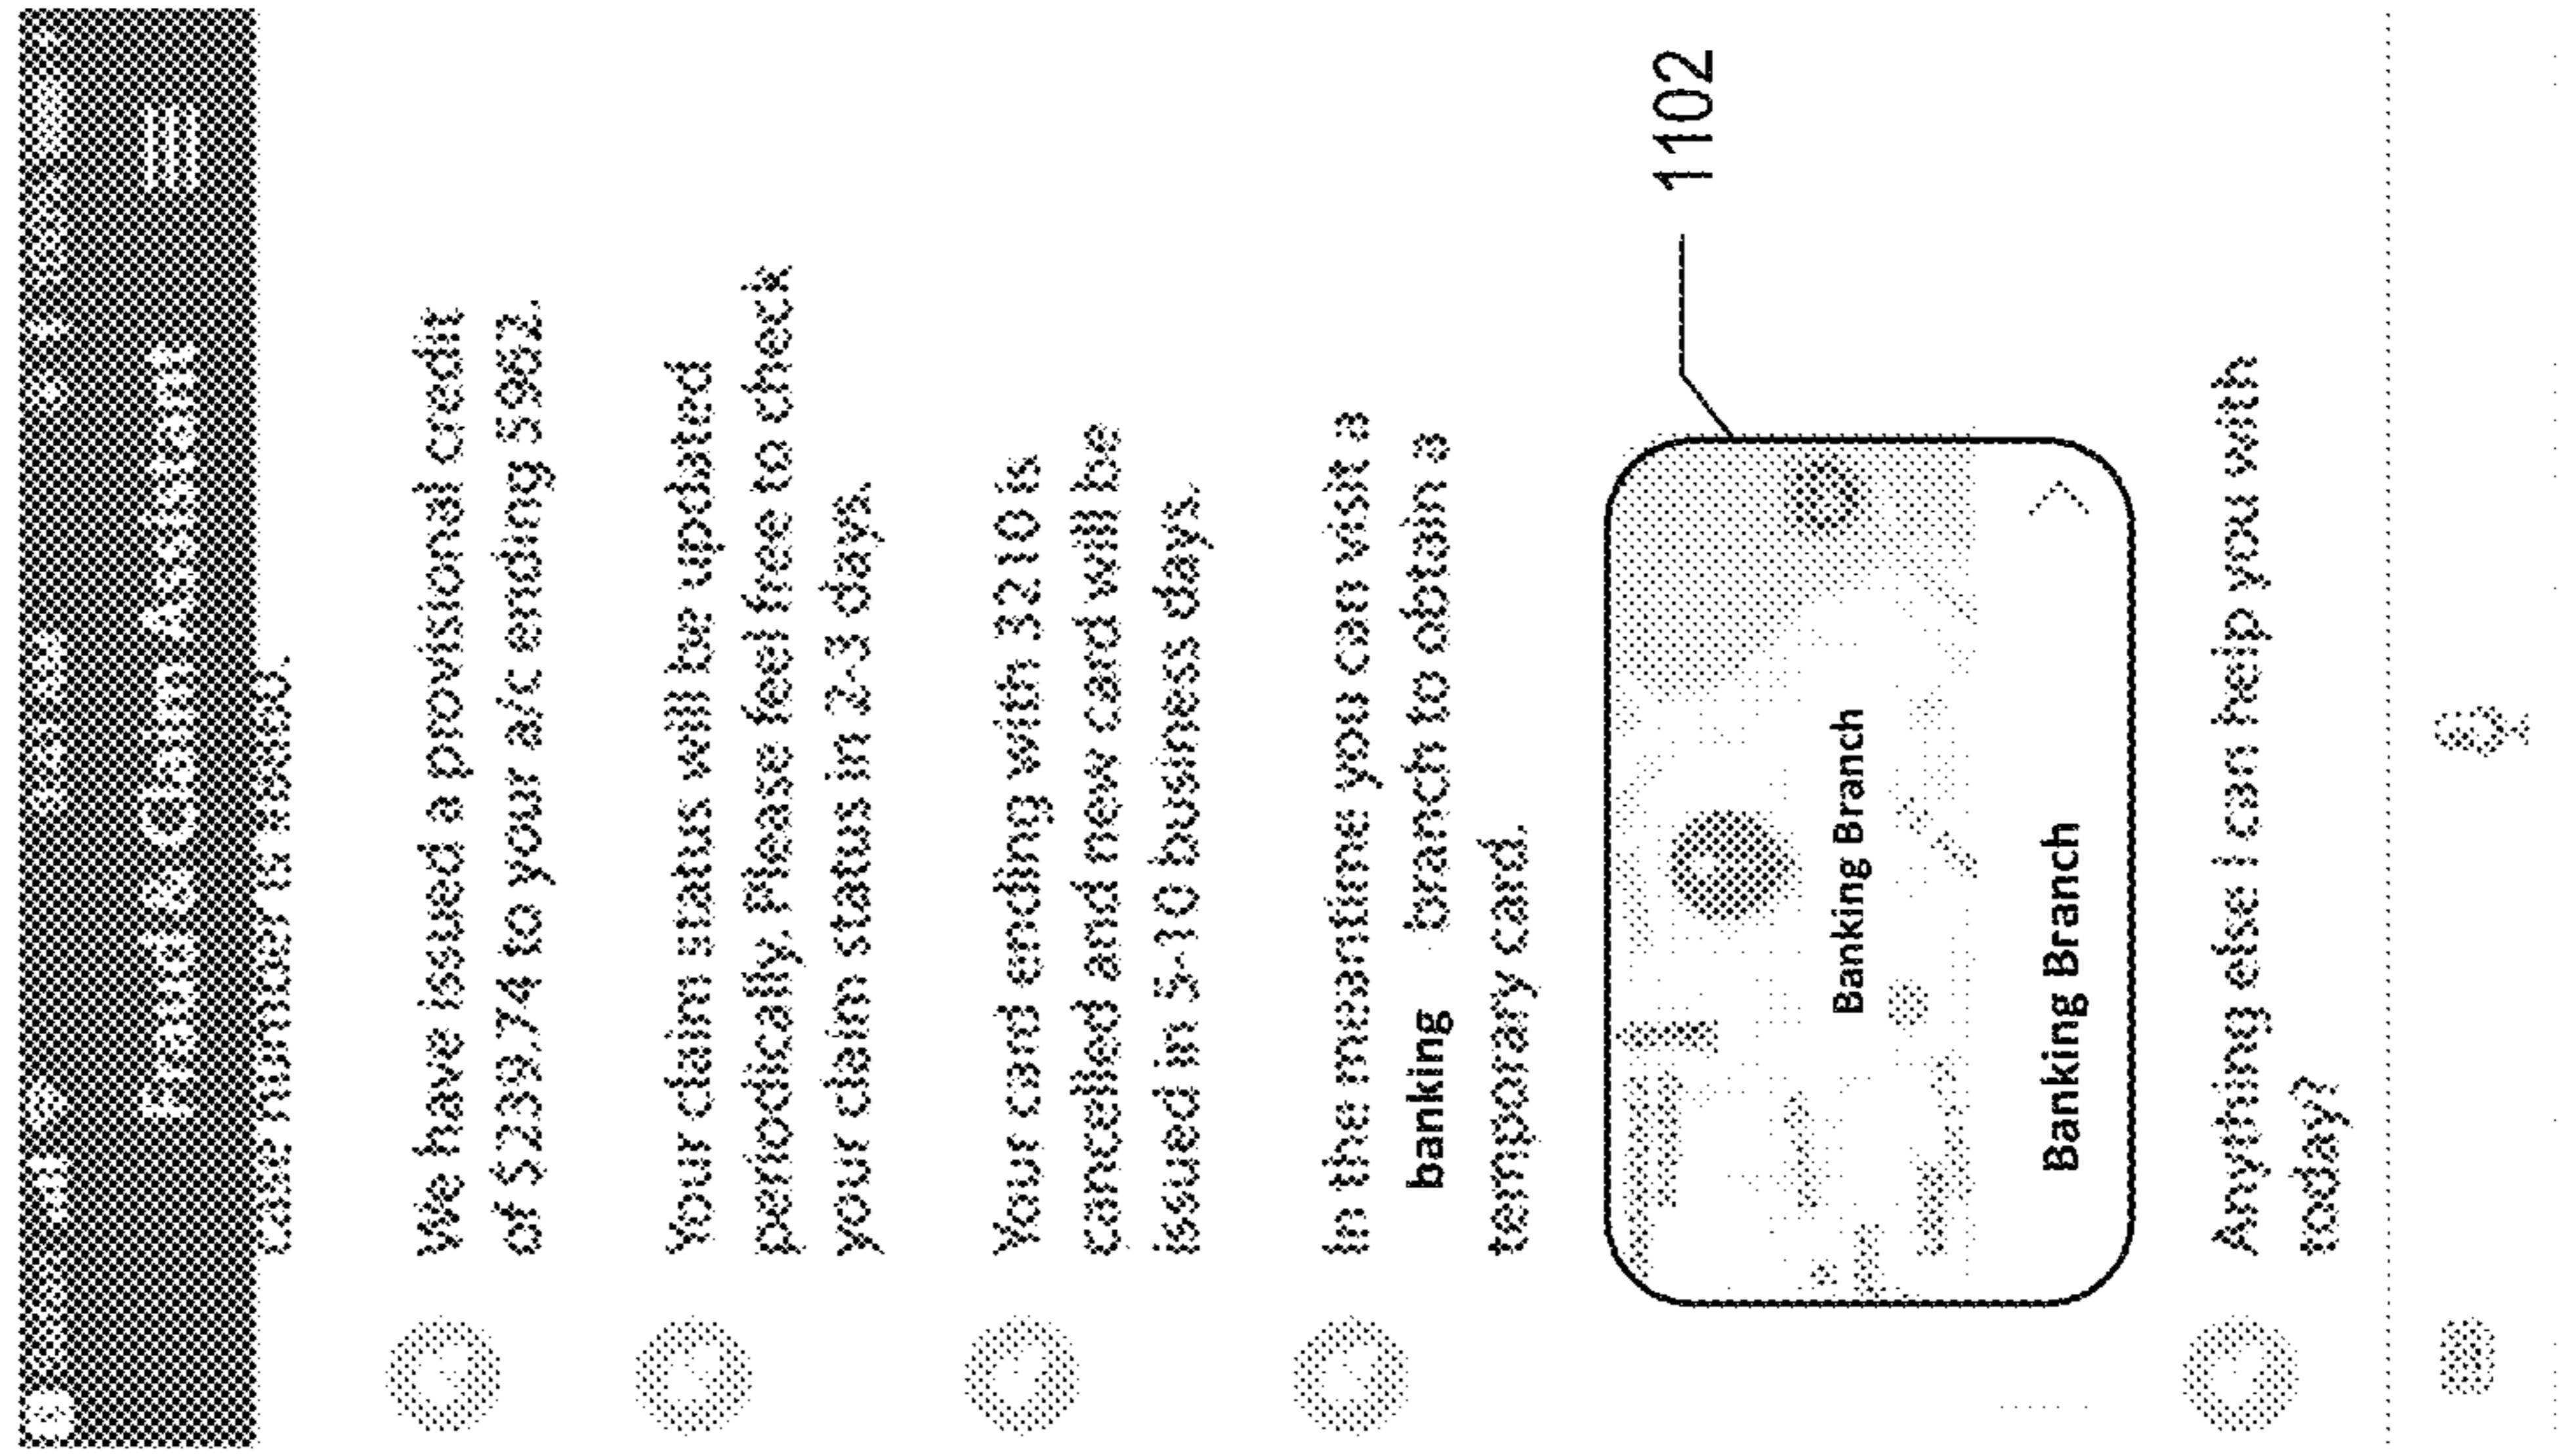 Fraud & Claim Assistant
case number is
We have issued a provisional credit
of $239.74 to your a/c ending 5982.
Your claim status will be updated
periodically. Please feel free to check
your claim status in 2-3 days.
Your card ending with 3210 is
cancelled and new card will be
issued in 5-10 business days.
In the meantime you can visit a
banking branch to obtain a
temporary card.
1102
Banking Branch
Banking Branch
Anything else I can help you with
today?